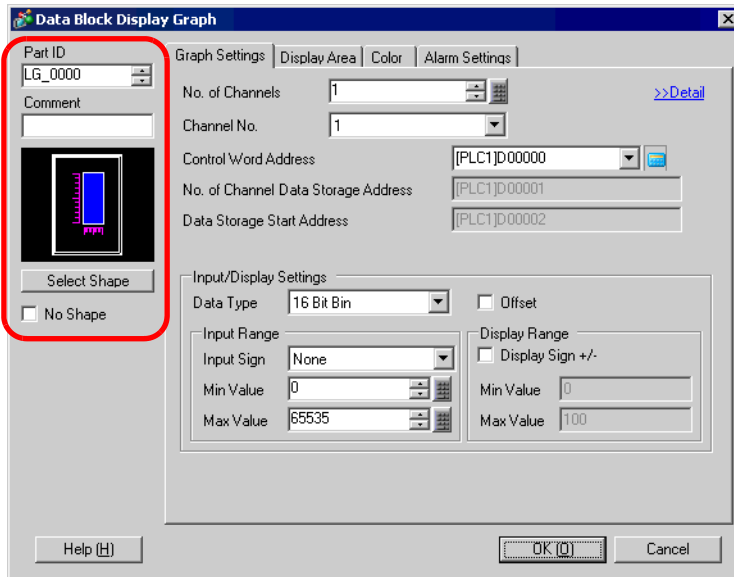 Data Block Display Graph
Part ID
LG_0000
Comment
Select Shape
No Shape
Graph Settings Display Area Color Alarm Settings
No. of Channels 1 >>Detail
Channel No. 1
Control Word Address [PLC1]D00000
No. of Channel Data Storage Address [PLC1]D00001
Data Storage Start Address [PLC1]D00002
Input/Display Settings
Data Type 16 Bit Bin Offset
Input Range Display Range
Input Sign None Display Sign +/-
Min Value 0 Min Value 0
Max Value 65535 Max Value 100
Help (H) OK (O) Cancel